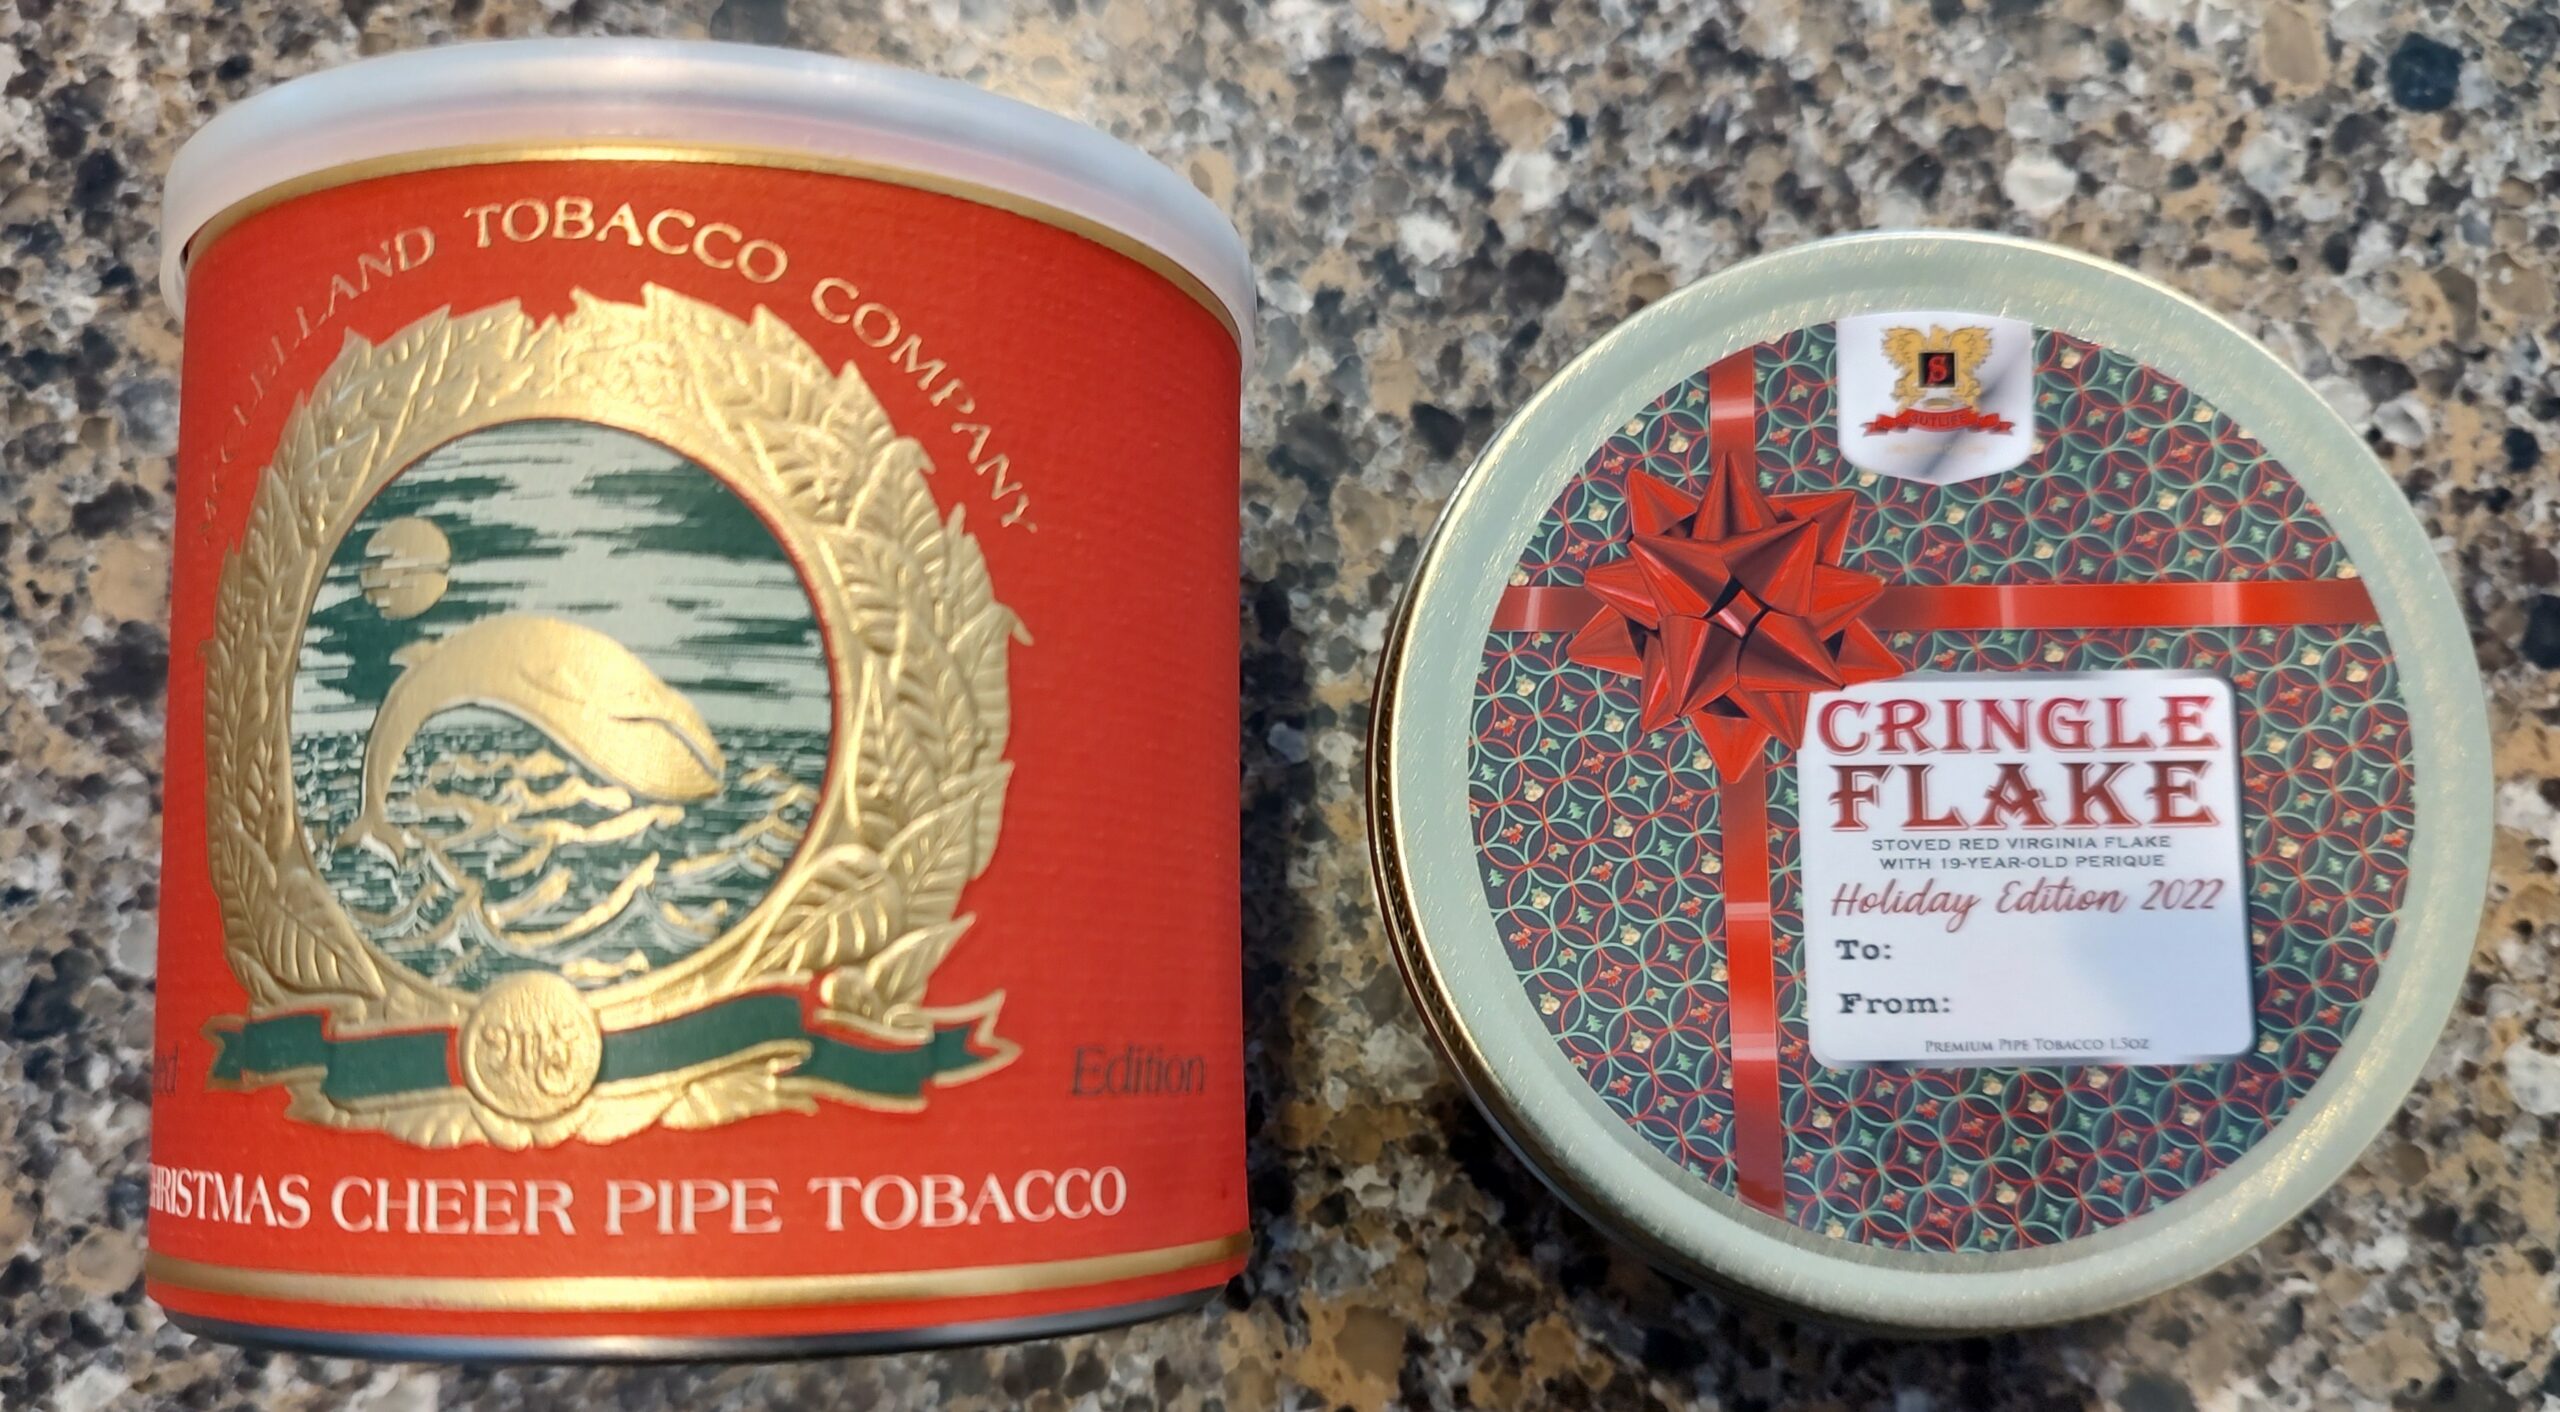 McCLELLAND TOBACCO COMPANY
Edition
CHRISTMAS CHEER PIPE TOBACCO
S
SUTLIFF
CRINGLE
FLAKE
STOVED RED VIRGINIA FLAKE
WITH 19-YEAR-OLD PERIQUE
Holiday Edition 2022
To:
From:
PREMIUM PIPE TOBACCO 1.5OZ